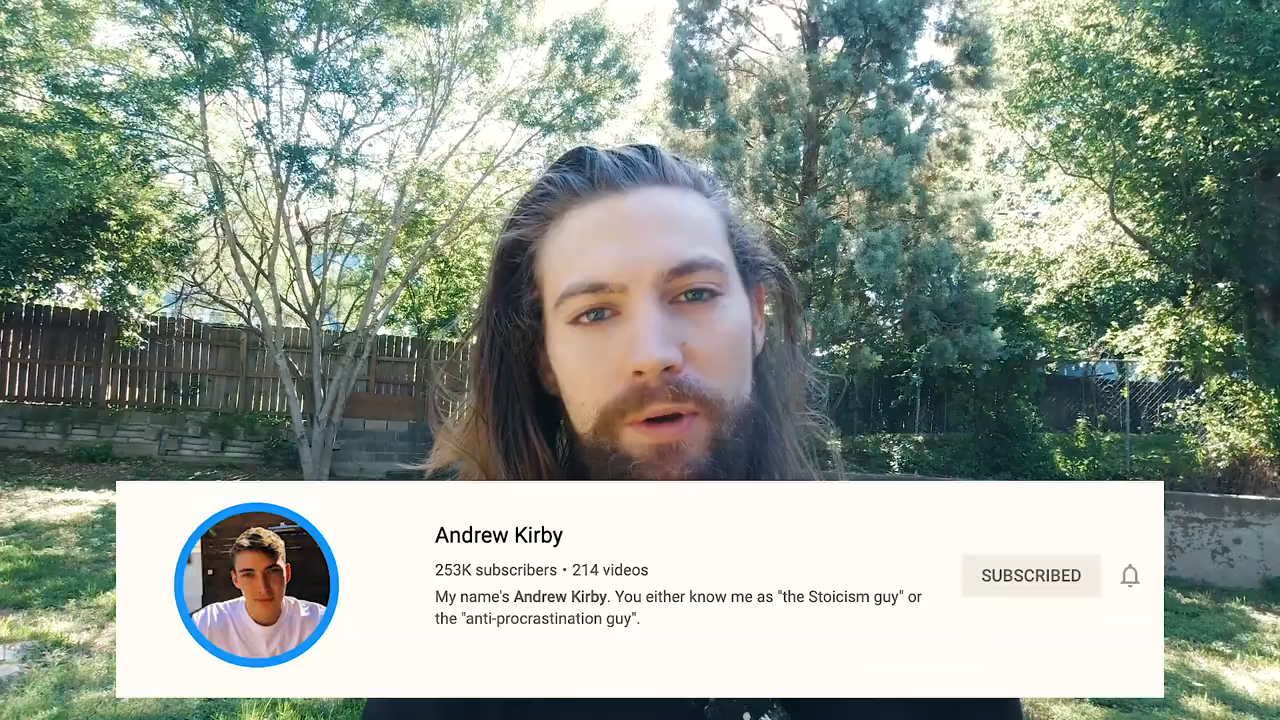 Andrew Kirby
253K subscribers • 214 videos
SUBSCRIBED
My name's Andrew Kirby. You either know me as "the Stoicism guy" or
the "anti-procrastination guy".